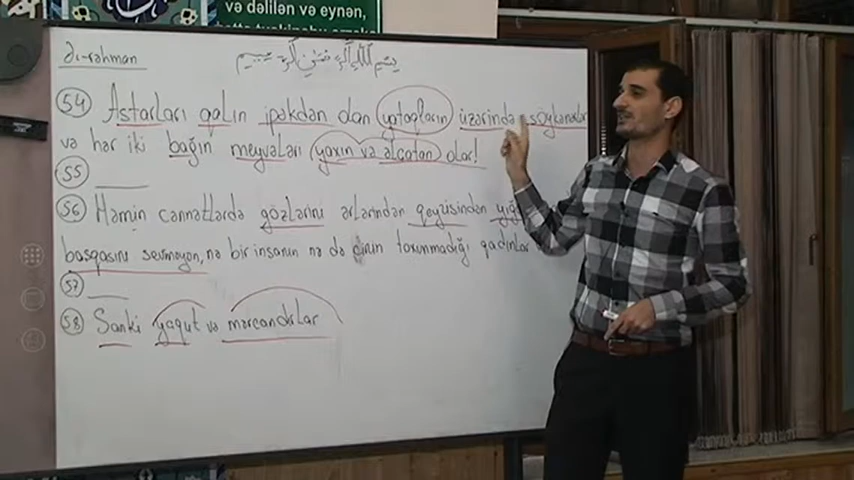 və dəlilən və eynən,
Ər-rəhman
بسم الله الرحمن الرحيم
54 Astarları qalın ipəkdən olan yataqların üzərində söykənərlər
və hər iki bağın meyvələri (yaxın və əlçatan) olar!
55
56 Həmin cənnətlərdə gözlərini ərlərindən qeyrisindən yığ
başqasını sevməyən, nə bir insanın nə də cinin toxunmadığı qadınlar
57
58 Sanki yaqut və mərcandırlar